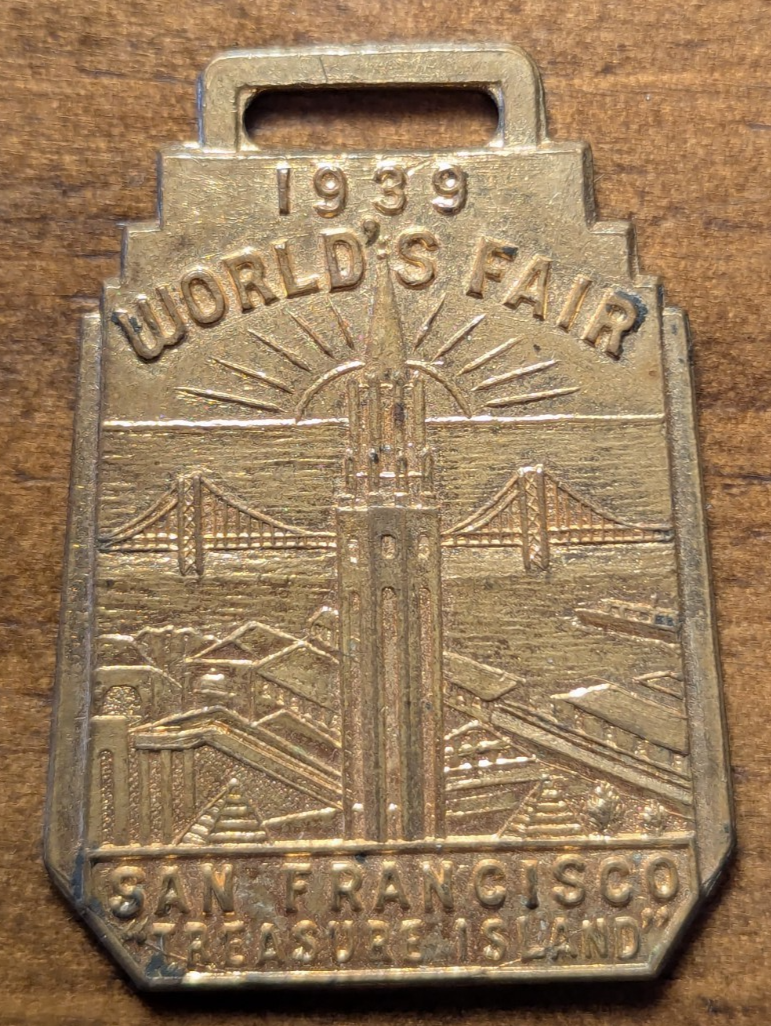 1939
WORLD'S FAIR
SAN FRANCISCO
"TREASURE ISLAND"